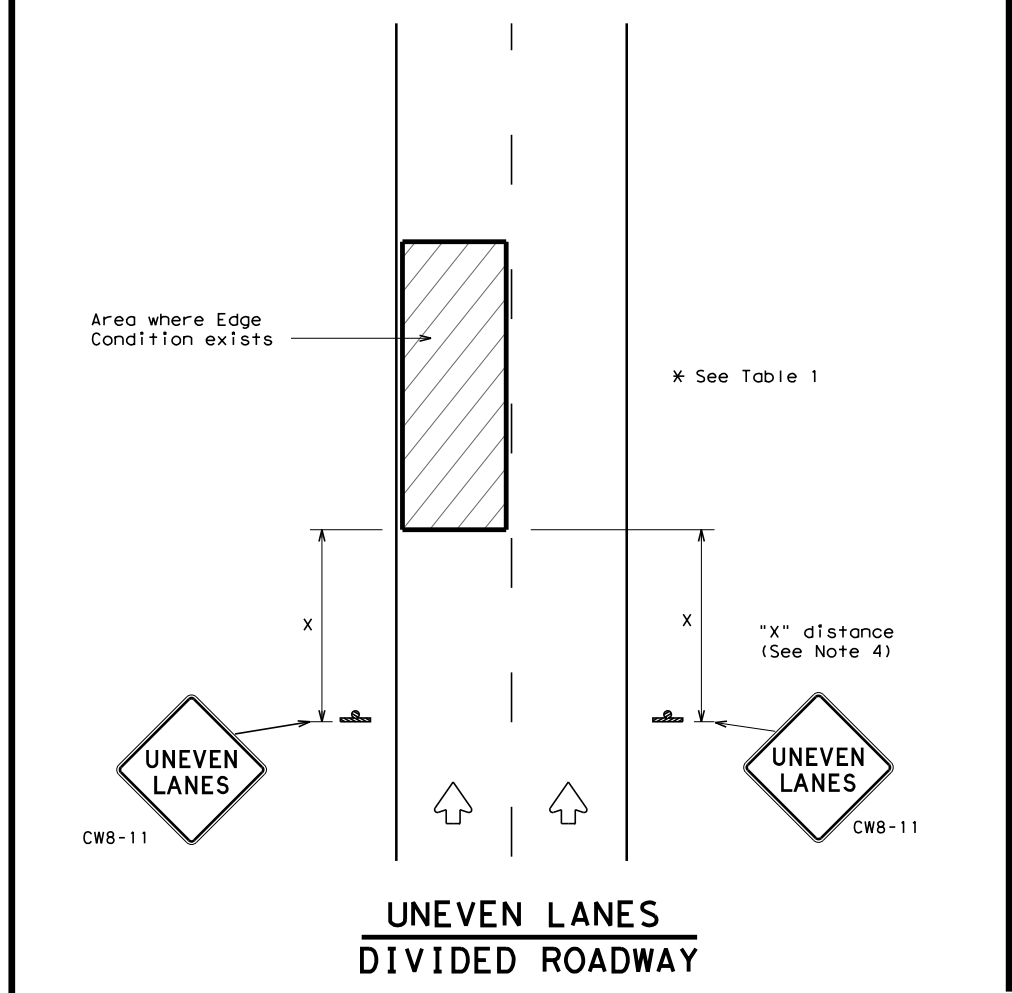 Area where Edge
Condition exists
* See Table 1
X
X
"X" distance
(See Note 4)
UNEVEN
LANES
CW8-11
UNEVEN
LANES
CW8-11
UNEVEN LANES
DIVIDED ROADWAY